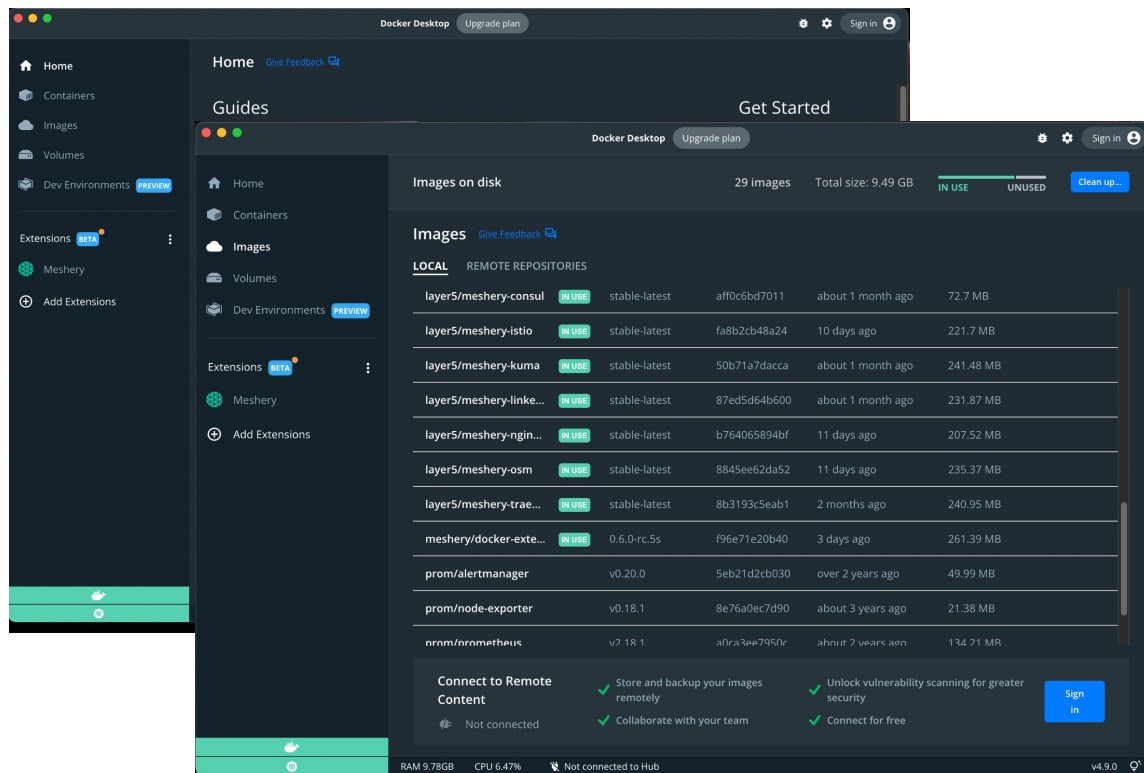 Docker Desktop Upgrade plan Sign in
Home
Containers
Images
Volumes
Dev Environments PREVIEW
Extensions BETA
Meshery
Add Extensions
Home Give Feedback
Guides Get Started
Docker Desktop Upgrade plan Sign in
Home
Containers
Images
Volumes
Dev Environments PREVIEW
Extensions BETA
Meshery
Add Extensions
Images on disk 29 images Total size: 9.49 GB IN USE UNUSED Clean up...
Images Give Feedback
LOCAL REMOTE REPOSITORIES
layer5/meshery-consul IN USE stable-latest aff0c6bd7011 about 1 month ago 72.7 MB
layer5/meshery-istio IN USE stable-latest fa8b2cb48a24 10 days ago 221.7 MB
layer5/meshery-kuma IN USE stable-latest 50b71a7dacca about 1 month ago 241.48 MB
layer5/meshery-linke... IN USE stable-latest 87ed5d64b600 about 1 month ago 231.87 MB
layer5/meshery-ngin... IN USE stable-latest b764065894bf 11 days ago 207.52 MB
layer5/meshery-osm IN USE stable-latest 8845ee62da52 11 days ago 235.37 MB
layer5/meshery-trae... IN USE stable-latest 8b3193c5eab1 2 months ago 240.95 MB
meshery/docker-exte... IN USE 0.6.0-rc.5s f96e71e20b40 3 days ago 261.39 MB
prom/alertmanager v0.20.0 5eb21d2cb030 over 2 years ago 49.99 MB
prom/node-exporter v0.18.1 8e76a0ec7d90 about 3 years ago 21.38 MB
prom/prometheus v2.18.1 a0ca3ee7950c about 2 years ago 134.21 MB
Connect to Remote
Content
Not connected
Store and backup your images
remotely
Collaborate with your team
Unlock vulnerability scanning for greater
security
Connect for free
Sign
in
RAM 9.78GB CPU 6.47% Not connected to Hub v4.9.0